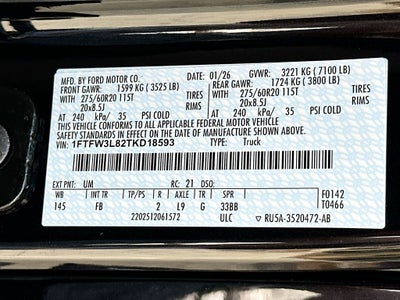 MFD. BY FORD MOTOR CO. 01/26 GVWR: 3221 KG ( 7100 LB)
FRONT GAWR: 1599 KG ( 3525 LB) REAR GAWR: 1724 KG ( 3800 LB)
WITH WITH
275/60R20 115T TIRES 275/60R20 115T TIRES
20x8.5J RIMS 20x8.5J RIMS
AT 240 kPa/ 35 PSI COLD AT 240 kPa/ 35 PSI COLD
THIS VEHICLE CONFORMS TO ALL APPLICABLE FEDERAL MOTOR VEHICLE
SAFETY STANDARDS IN EFFECT ON THE DATE OF MANUFACTURE SHOWN ABOVE.
VIN: 1FTFW3L82TKD18593 TYPE: Truck
EXT PNT: UM RC: 21 DSO: F0142
WB INT TR TP/PS R AXLE TR SPR T0466
145 FB 2 L9 G 33BB
2202512061572 ULC RU5A-3520472-AB